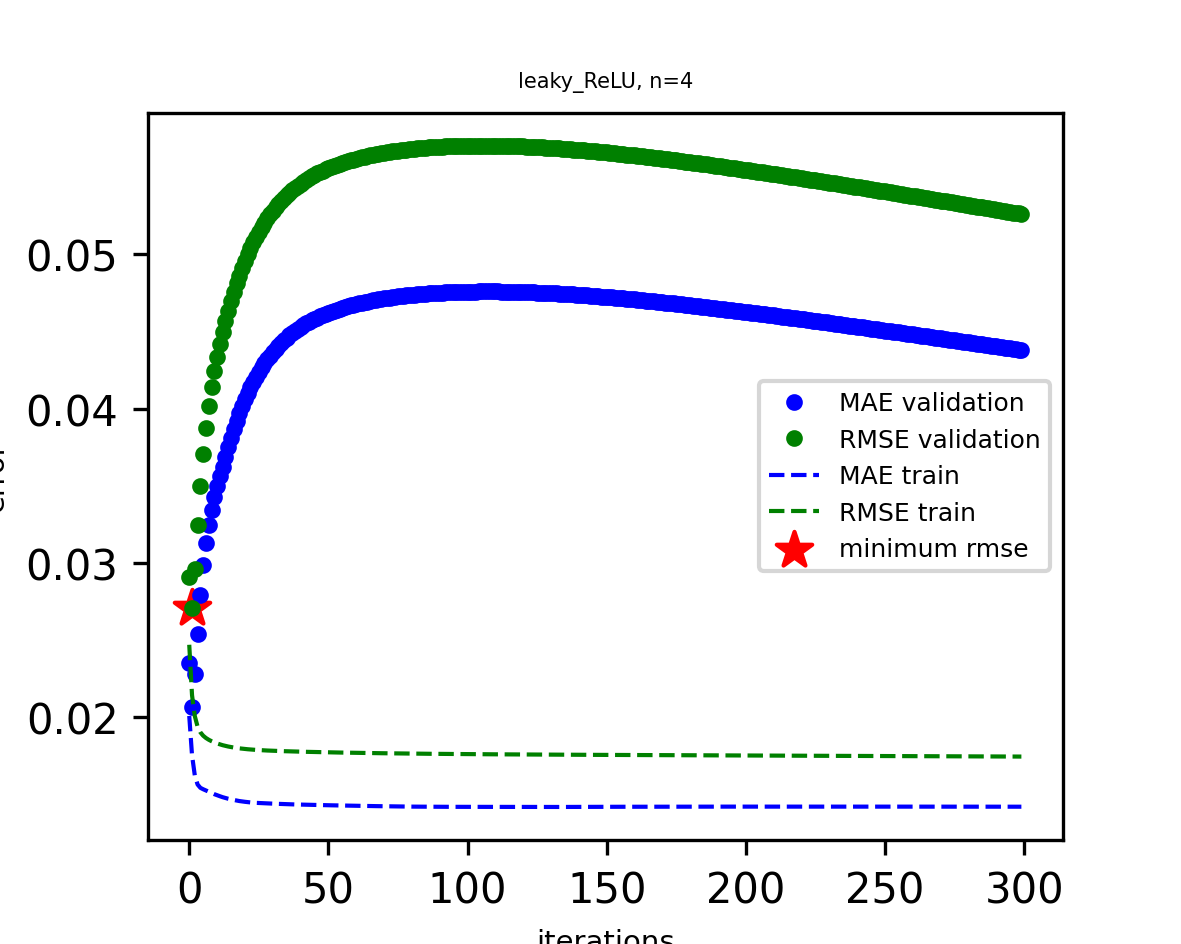 leaky_ReLU, n=4
0.05
0.04
0.03
0.02
MAE validation
RMSE validation
MAE train
RMSE train
minimum rmse
0 50 100 150 200 250 300
iterations